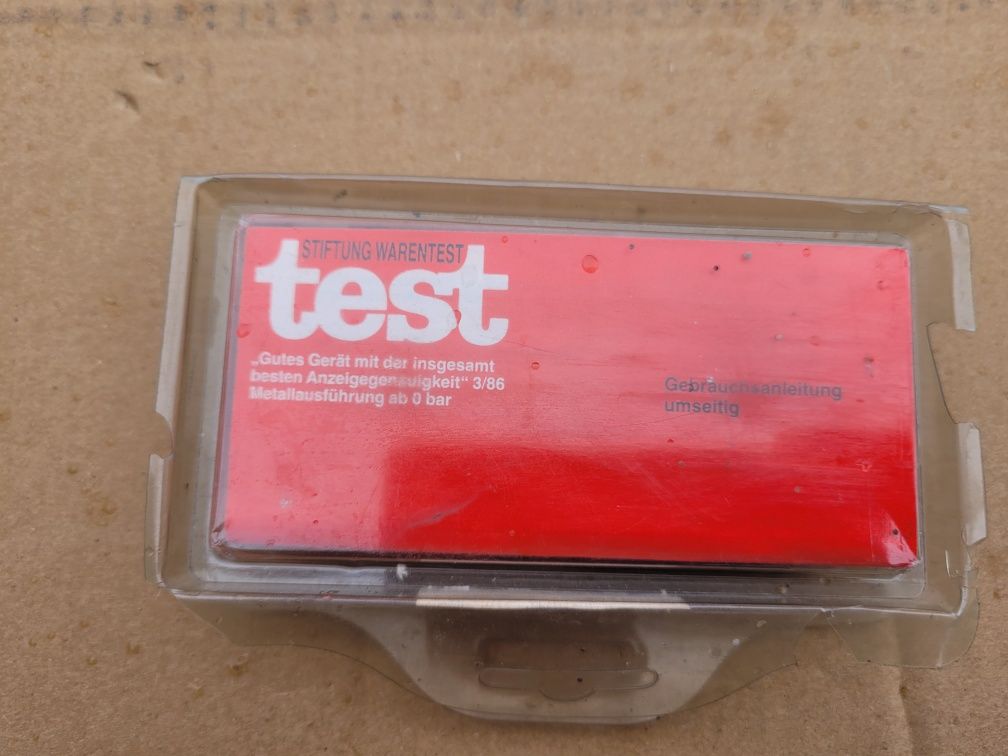 STIFTUNG WARENTEST
test
„Gutes Gerät mit der insgesamt
besten Anzeigegenauigkeit“ 3/86
Metallausführung ab 0 bar
Gebrauchsanleitung
umseitig